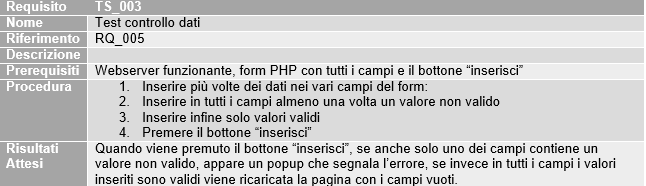 Requisito TS_003
Nome Test controllo dati
Riferimento RQ_005
Descrizione
Prerequisiti Webserver funzionante, form PHP con tutti i campi e il bottone “inserisci”
Procedura 1. Inserire più volte dei dati nei vari campi del form:
2. Inserire in tutti i campi almeno una volta un valore non valido
3. Inserire infine solo valori validi
4. Premere il bottone “inserisci”
Risultati Quando viene premuto il bottone “inserisci”, se anche solo uno dei campi contiene un
Attesi valore non valido, appare un popup che segnala l’errore, se invece in tutti i campi i valori
inseriti sono validi viene ricaricata la pagina con i campi vuoti.